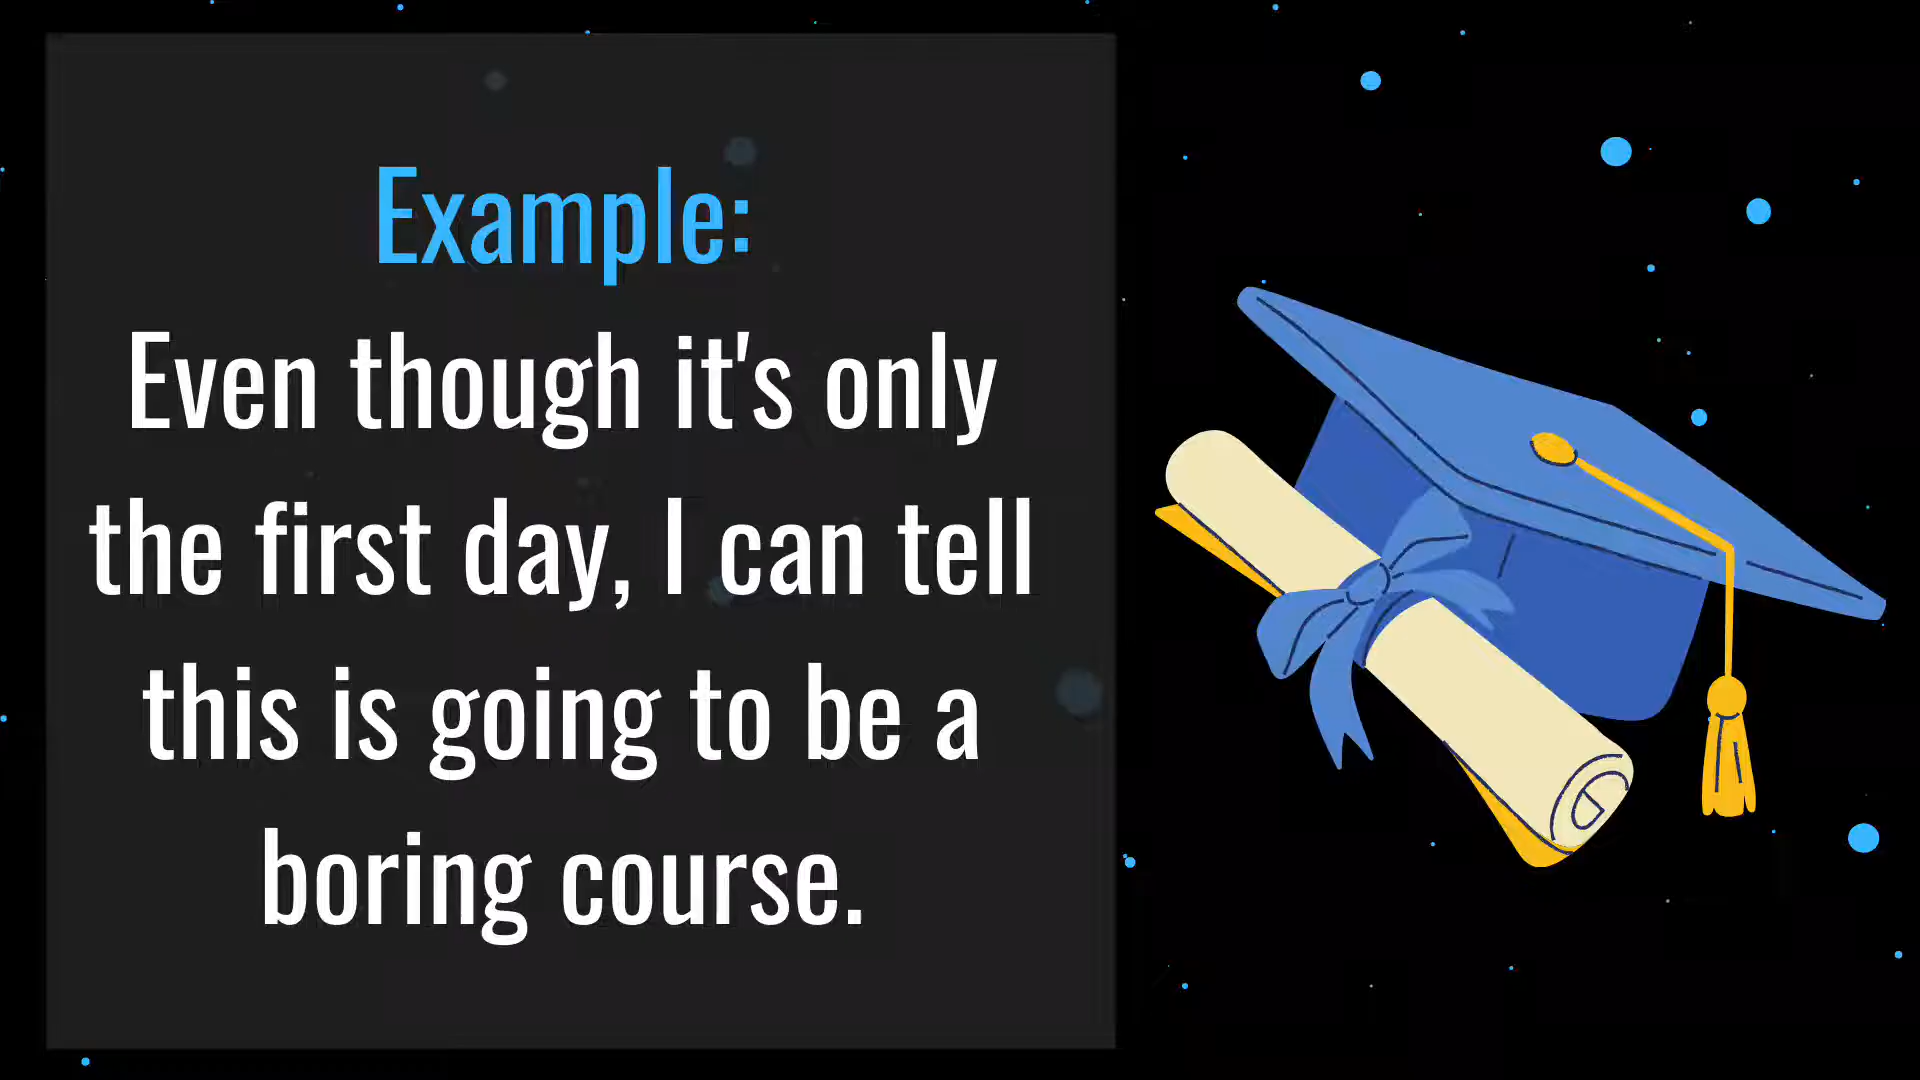 Example:
Even though it's only
the first day, I can tell
this is going to be a
boring course.